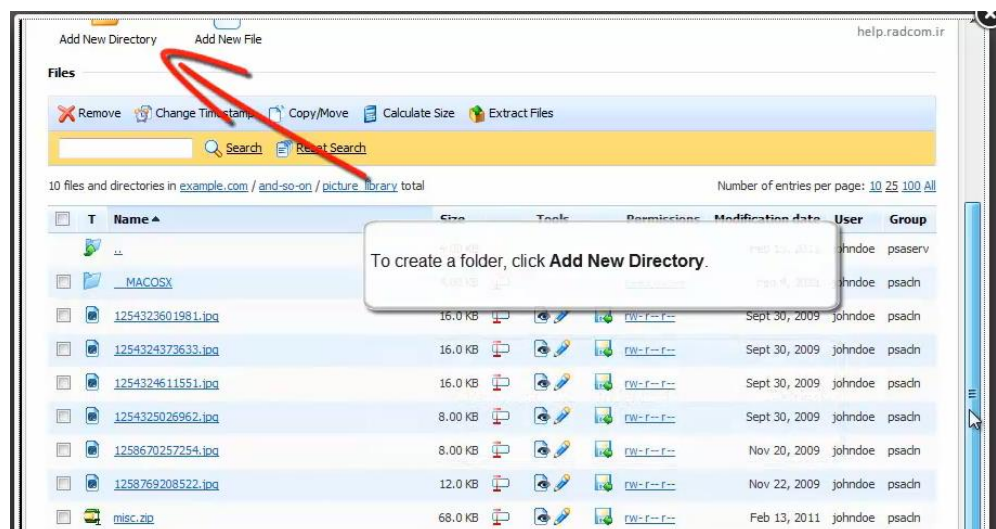 Add New Directory Add New File help.radcom.ir
Files
Remove Change Timestamp Copy/Move Calculate Size Extract Files
Search Reset Search
10 files and directories in example.com / and-so-on / picture_library total Number of entries per page: 10 25 100 All
T Name Size Tools Permissions Modification date User Group
.. johndoe psaserv
__MACOSX johndoe psacln
To create a folder, click Add New Directory.
1254323601981.jpg 16.0 KB rw- r-- r-- Sept 30, 2009 johndoe psacln
1254324373633.jpg 16.0 KB rw- r-- r-- Sept 30, 2009 johndoe psacln
1254324611551.jpg 16.0 KB rw- r-- r-- Sept 30, 2009 johndoe psacln
1254325026962.jpg 8.00 KB rw- r-- r-- Sept 30, 2009 johndoe psacln
1258670257254.jpg 8.00 KB rw- r-- r-- Nov 20, 2009 johndoe psacln
1258769208522.jpg 12.0 KB rw- r-- r-- Nov 22, 2009 johndoe psacln
misc.zip 68.0 KB rw- r-- r-- Feb 13, 2011 johndoe psacln